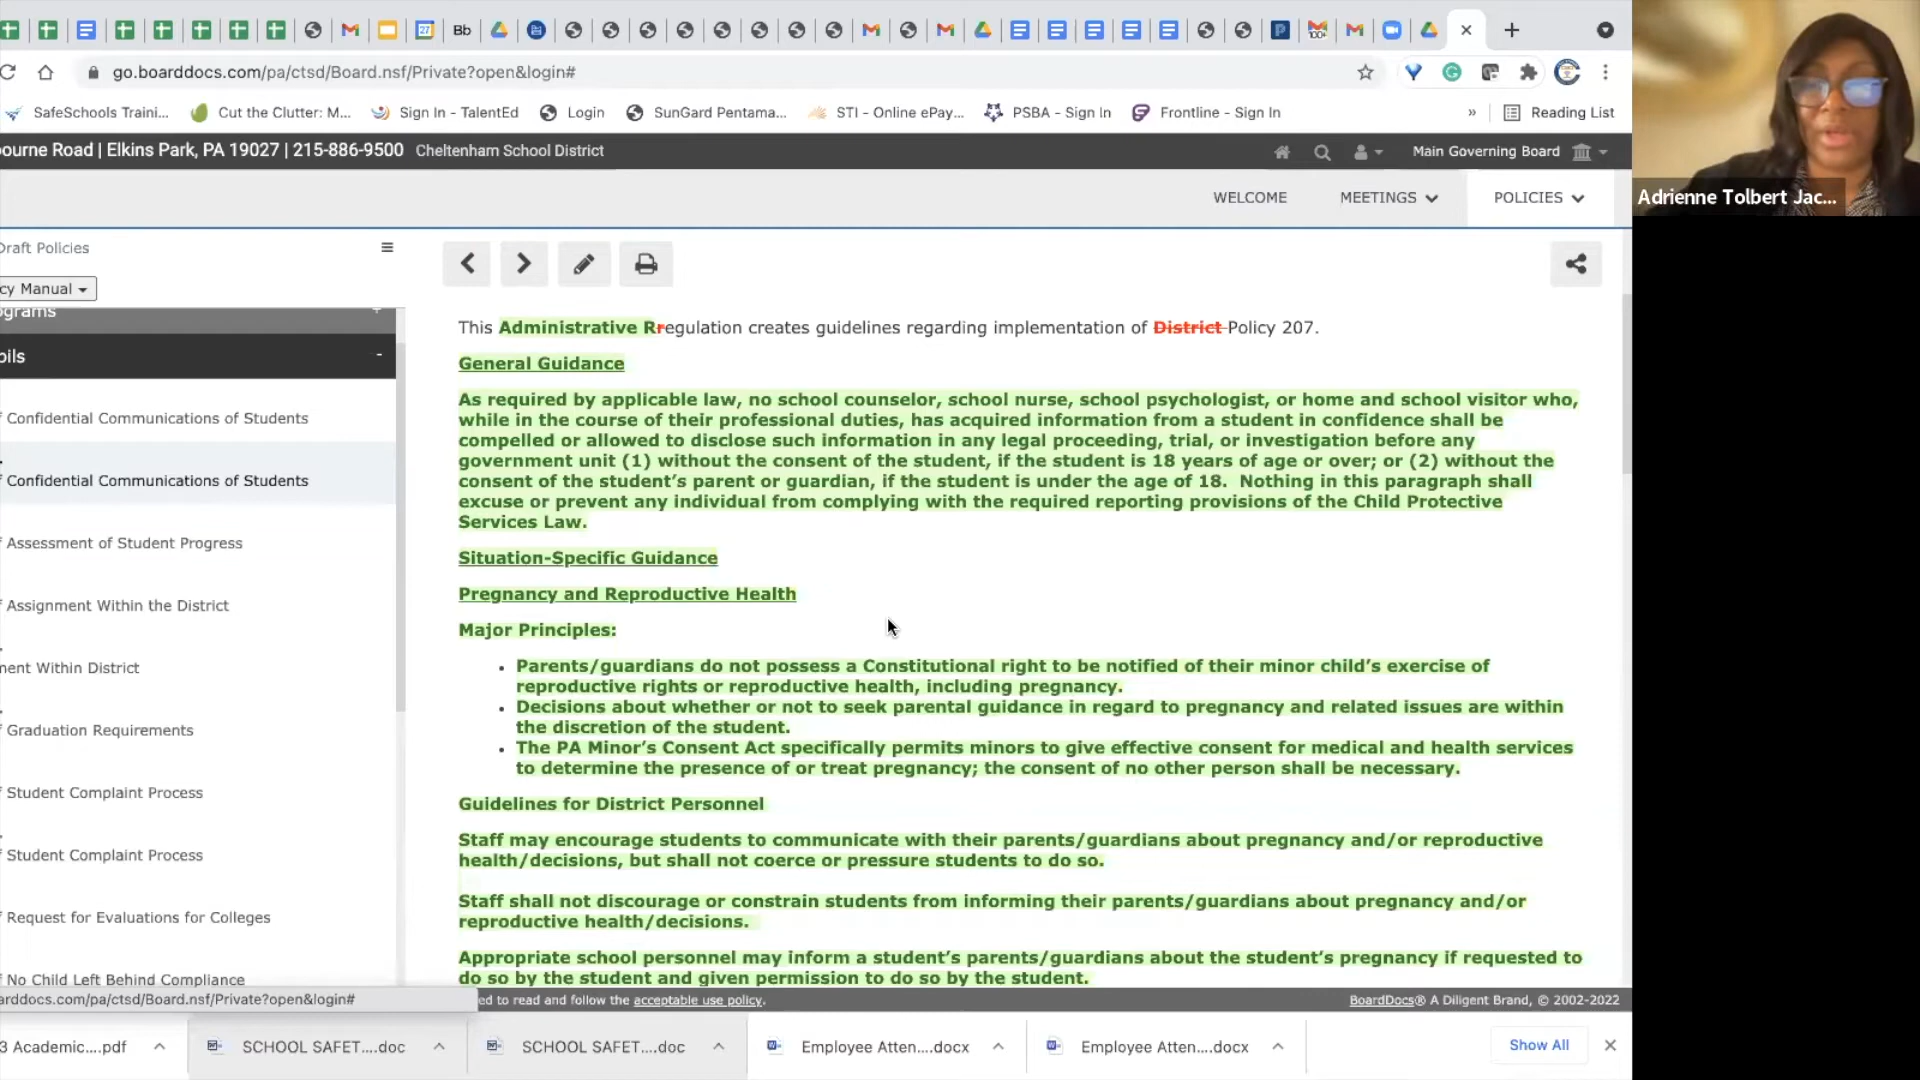 27
Bb
P
100+
go.boarddocs.com/pa/ctsd/Board.nsf/Private?open&login#
SafeSchools Traini...
Cut the Clutter: M...
Sign In - TalentEd
Login
SunGard Pentama...
STI - Online ePay...
PSBA - Sign In
Frontline - Sign In
»
Reading List
ourne Road | Elkins Park, PA 19027 | 215-886-9500 Cheltenham School District
Main Governing Board
WELCOME
MEETINGS
POLICIES
Draft Policies
cy Manual
ograms +
pils -
f Confidential Communications of Students
f Confidential Communications of Students
f Assessment of Student Progress
f Assignment Within the District
ment Within District
f Graduation Requirements
f Student Complaint Process
f Student Complaint Process
f Request for Evaluations for Colleges
f No Child Left Behind Compliance
This Administrative Rregulation creates guidelines regarding implementation of District Policy 207.
General Guidance
As required by applicable law, no school counselor, school nurse, school psychologist, or home and school visitor who,
while in the course of their professional duties, has acquired information from a student in confidence shall be
compelled or allowed to disclose such information in any legal proceeding, trial, or investigation before any
government unit (1) without the consent of the student, if the student is 18 years of age or over; or (2) without the
consent of the student's parent or guardian, if the student is under the age of 18. Nothing in this paragraph shall
excuse or prevent any individual from complying with the required reporting provisions of the Child Protective
Services Law.
Situation-Specific Guidance
Pregnancy and Reproductive Health
Major Principles:
• Parents/guardians do not possess a Constitutional right to be notified of their minor child's exercise of
reproductive rights or reproductive health, including pregnancy.
• Decisions about whether or not to seek parental guidance in regard to pregnancy and related issues are within
the discretion of the student.
• The PA Minor's Consent Act specifically permits minors to give effective consent for medical and health services
to determine the presence of or treat pregnancy; the consent of no other person shall be necessary.
Guidelines for District Personnel
Staff may encourage students to communicate with their parents/guardians about pregnancy and/or reproductive
health/decisions, but shall not coerce or pressure students to do so.
Staff shall not discourage or constrain students from informing their parents/guardians about pregnancy and/or
reproductive health/decisions.
Appropriate school personnel may inform a student's parents/guardians about the student's pregnancy if requested to
do so by the student and given permission to do so by the student.
arddocs.com/pa/ctsd/Board.nsf/Private?open&login#
ed to read and follow the acceptable use policy.
BoardDocs® A Diligent Brand, © 2002-2022
3 Academic....pdf
SCHOOL SAFET....doc
SCHOOL SAFET....doc
Employee Atten....docx
Employee Atten....docx
Show All
Adrienne Tolbert Jac...